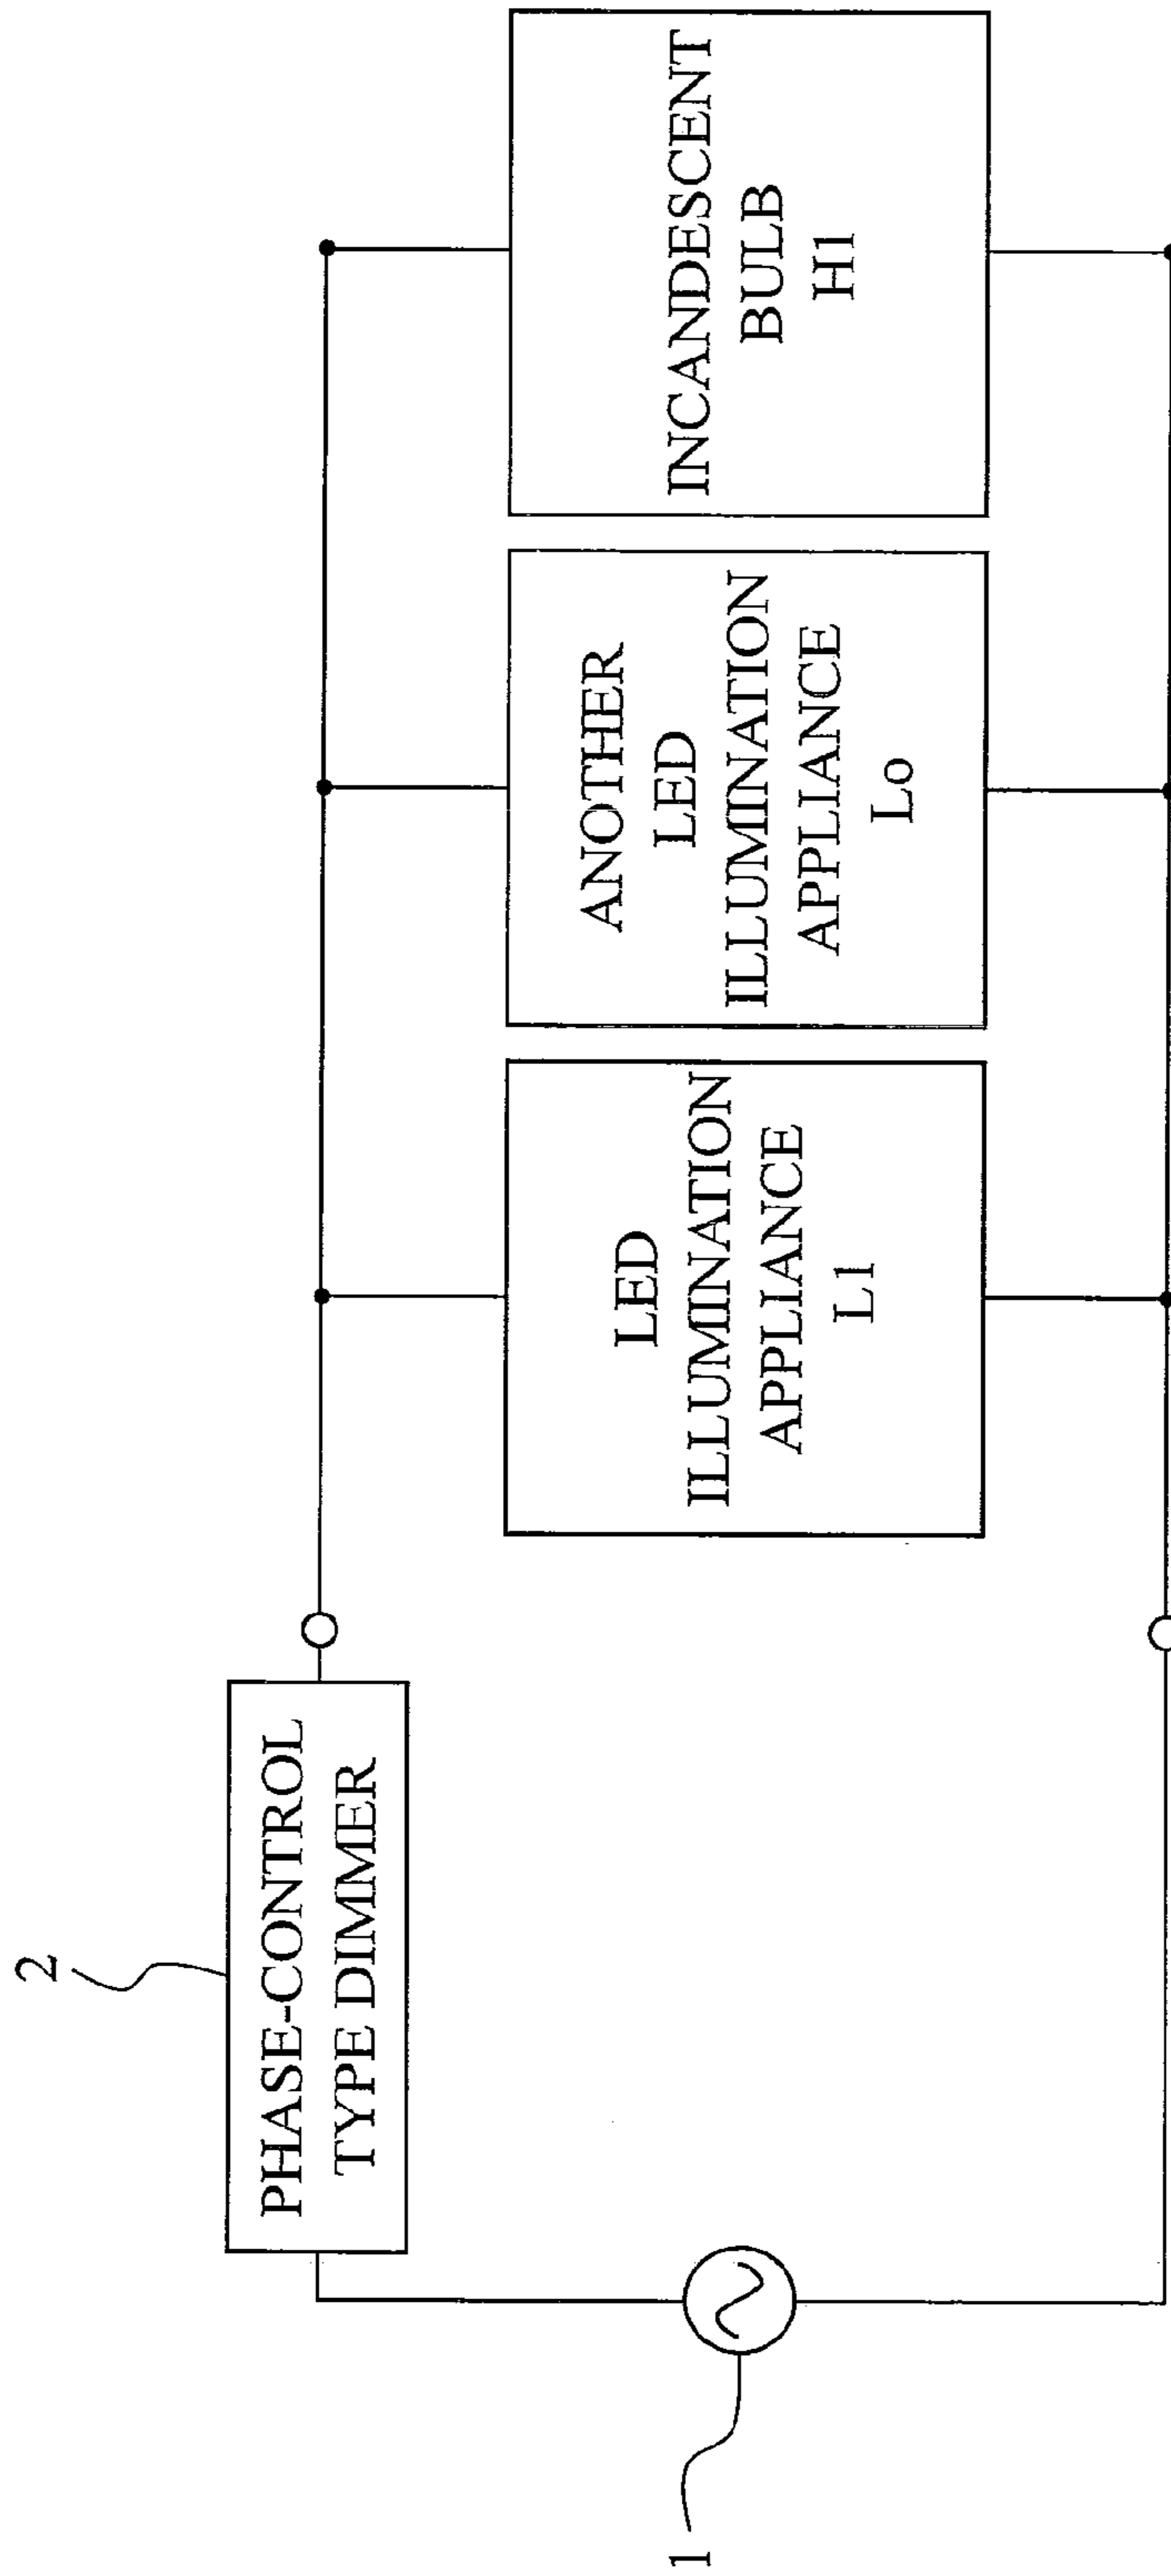 2
PHASE-CONTROL
TYPE DIMMER
1
LED
ILLUMINATION
APPLIANCE
L1
ANOTHER
LED
ILLUMINATION
APPLIANCE
Lo
INCANDESCENT
BULB
H1